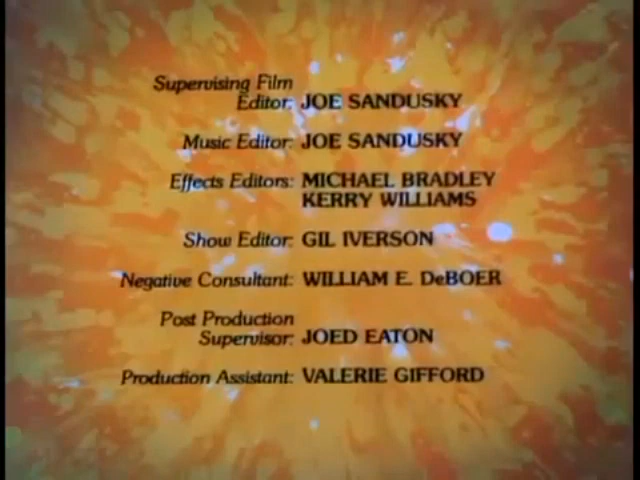 Supervising Film
Editor: JOE SANDUSKY
Music Editor: JOE SANDUSKY
Effects Editors: MICHAEL BRADLEY
KERRY WILLIAMS
Show Editor: GIL IVERSON
Negative Consultant: WILLIAM E. DeBOER
Post Production
Supervisor: JOED EATON
Production Assistant: VALERIE GIFFORD